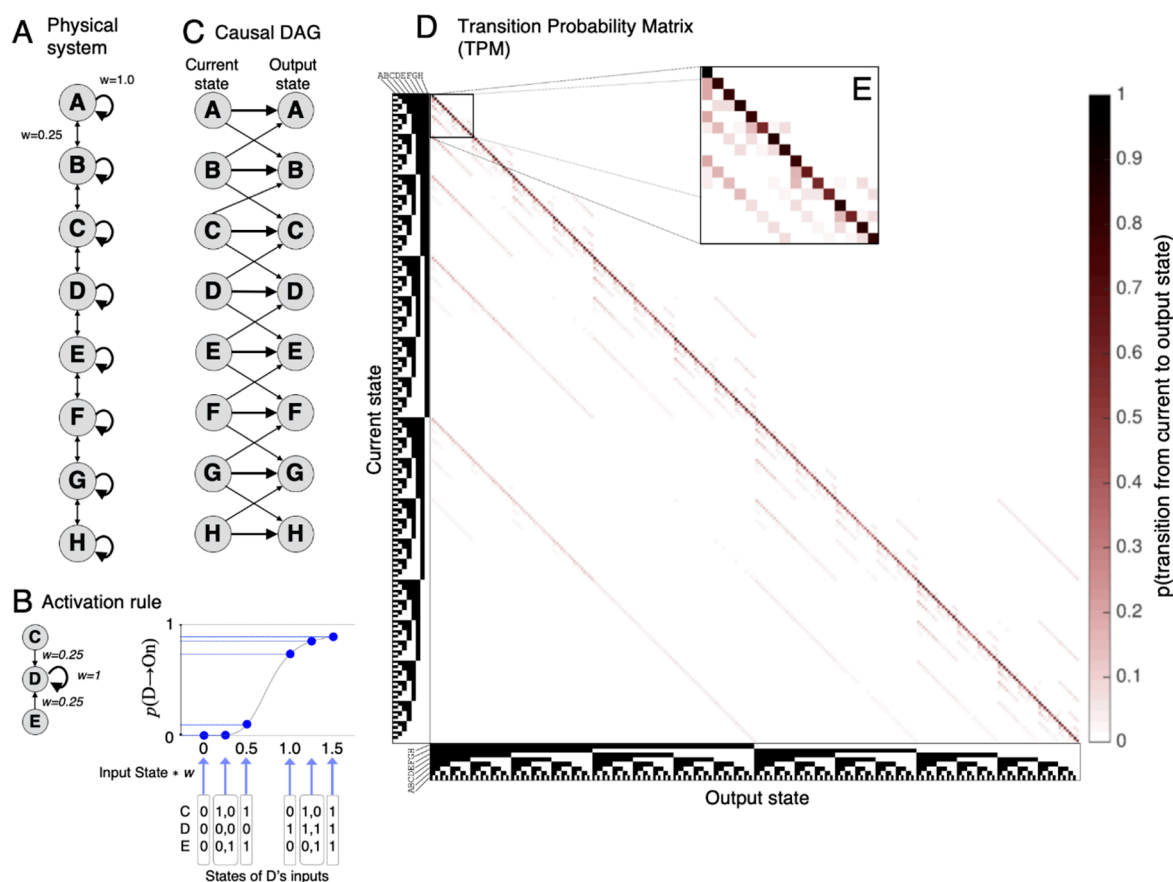 A Physical
system
w=1.0
A
w=0.25
B
C
D
E
F
G
H
C Causal DAG
Current
state
Output
state
A A
B B
C C
D D
E E
F F
G G
H H
B Activation rule
C
w=0.25
D
w=1
w=0.25
E
p(D→On)
1
0
0 0.5 1.0 1.5
Input State * w
C 0 1,0 1 0 1,0 1
D 0 0,0 0 1 1,1 1
E 0 0,1 1 0 0,1 1
States of D's inputs
D Transition Probability Matrix
(TPM)
ABCDEFGH
E
Current state
ABCDEFGH
Output state
1
0.9
0.8
0.7
0.6
0.5
0.4
0.3
0.2
0.1
0
p(transition from current to output state)